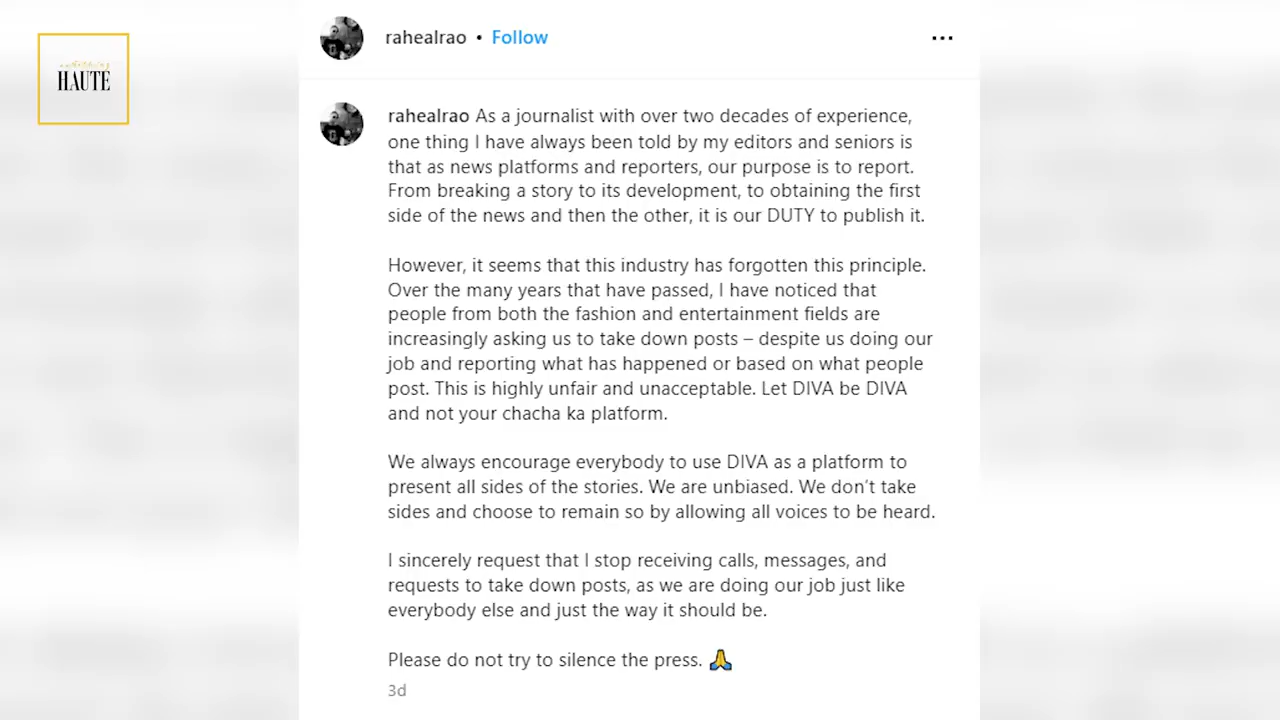 something
HAUTE
rahealrao • Follow
rahealrao As a journalist with over two decades of experience,
one thing I have always been told by my editors and seniors is
that as news platforms and reporters, our purpose is to report.
From breaking a story to its development, to obtaining the first
side of the news and then the other, it is our DUTY to publish it.
However, it seems that this industry has forgotten this principle.
Over the many years that have passed, I have noticed that
people from both the fashion and entertainment fields are
increasingly asking us to take down posts – despite us doing our
job and reporting what has happened or based on what people
post. This is highly unfair and unacceptable. Let DIVA be DIVA
and not your chacha ka platform.
We always encourage everybody to use DIVA as a platform to
present all sides of the stories. We are unbiased. We don't take
sides and choose to remain so by allowing all voices to be heard.
I sincerely request that I stop receiving calls, messages, and
requests to take down posts, as we are doing our job just like
everybody else and just the way it should be.
Please do not try to silence the press. 🙏
3d